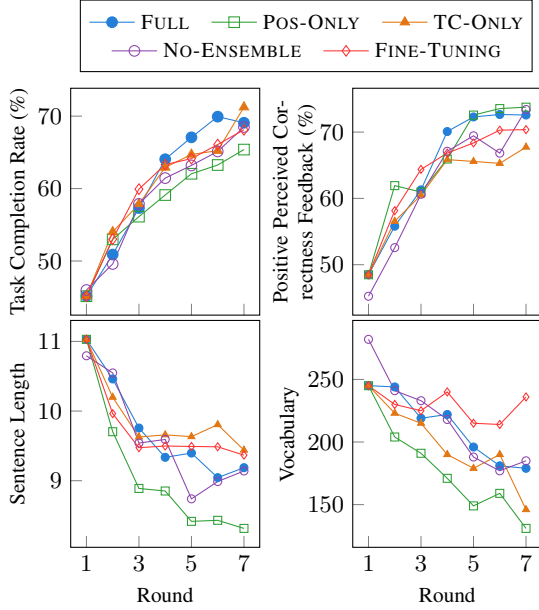 FULL POS-ONLY TC-ONLY
NO-ENSEMBLE FINE-TUNING
Task Completion Rate (%)
70
60
50
Positive Perceived Cor-
rectness Feedback (%)
70
60
50
Sentence Length
11
10
9
1 3 5 7
Round
Vocabulary
250
200
150
1 3 5 7
Round